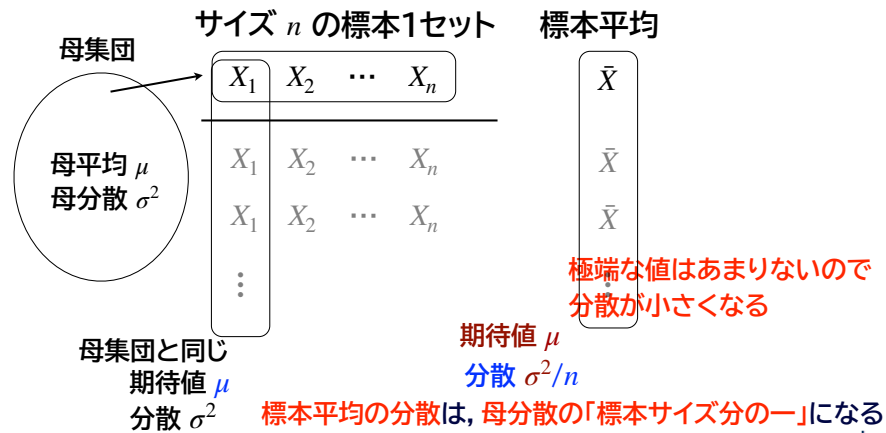 サイズ n の標本1セット 標本平均
母集団
X₁ X₂ … Xₙ X̄
X₁ X₂ … Xₙ X̄
母平均 μ
母分散 σ²
X₁ X₂ … Xₙ X̄
⋮ ⋮
極端な値はあまりないので
分散が小さくなる
母集団と同じ
期待値 μ
分散 σ²
期待値 μ
分散 σ²/n
標本平均の分散は, 母分散の「標本サイズ分の一」になる